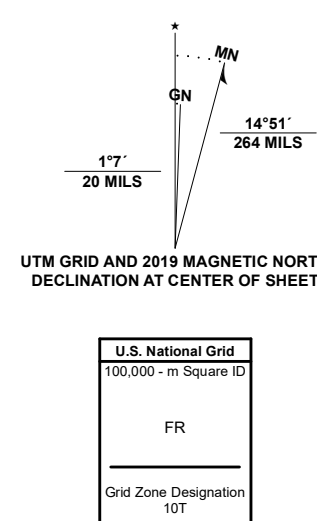 ★
MN
GN
14°51´
264 MILS
1°7´
20 MILS
UTM GRID AND 2019 MAGNETIC NORT
DECLINATION AT CENTER OF SHEET
U.S. National Grid
100,000 - m Square ID
FR
Grid Zone Designation
10T